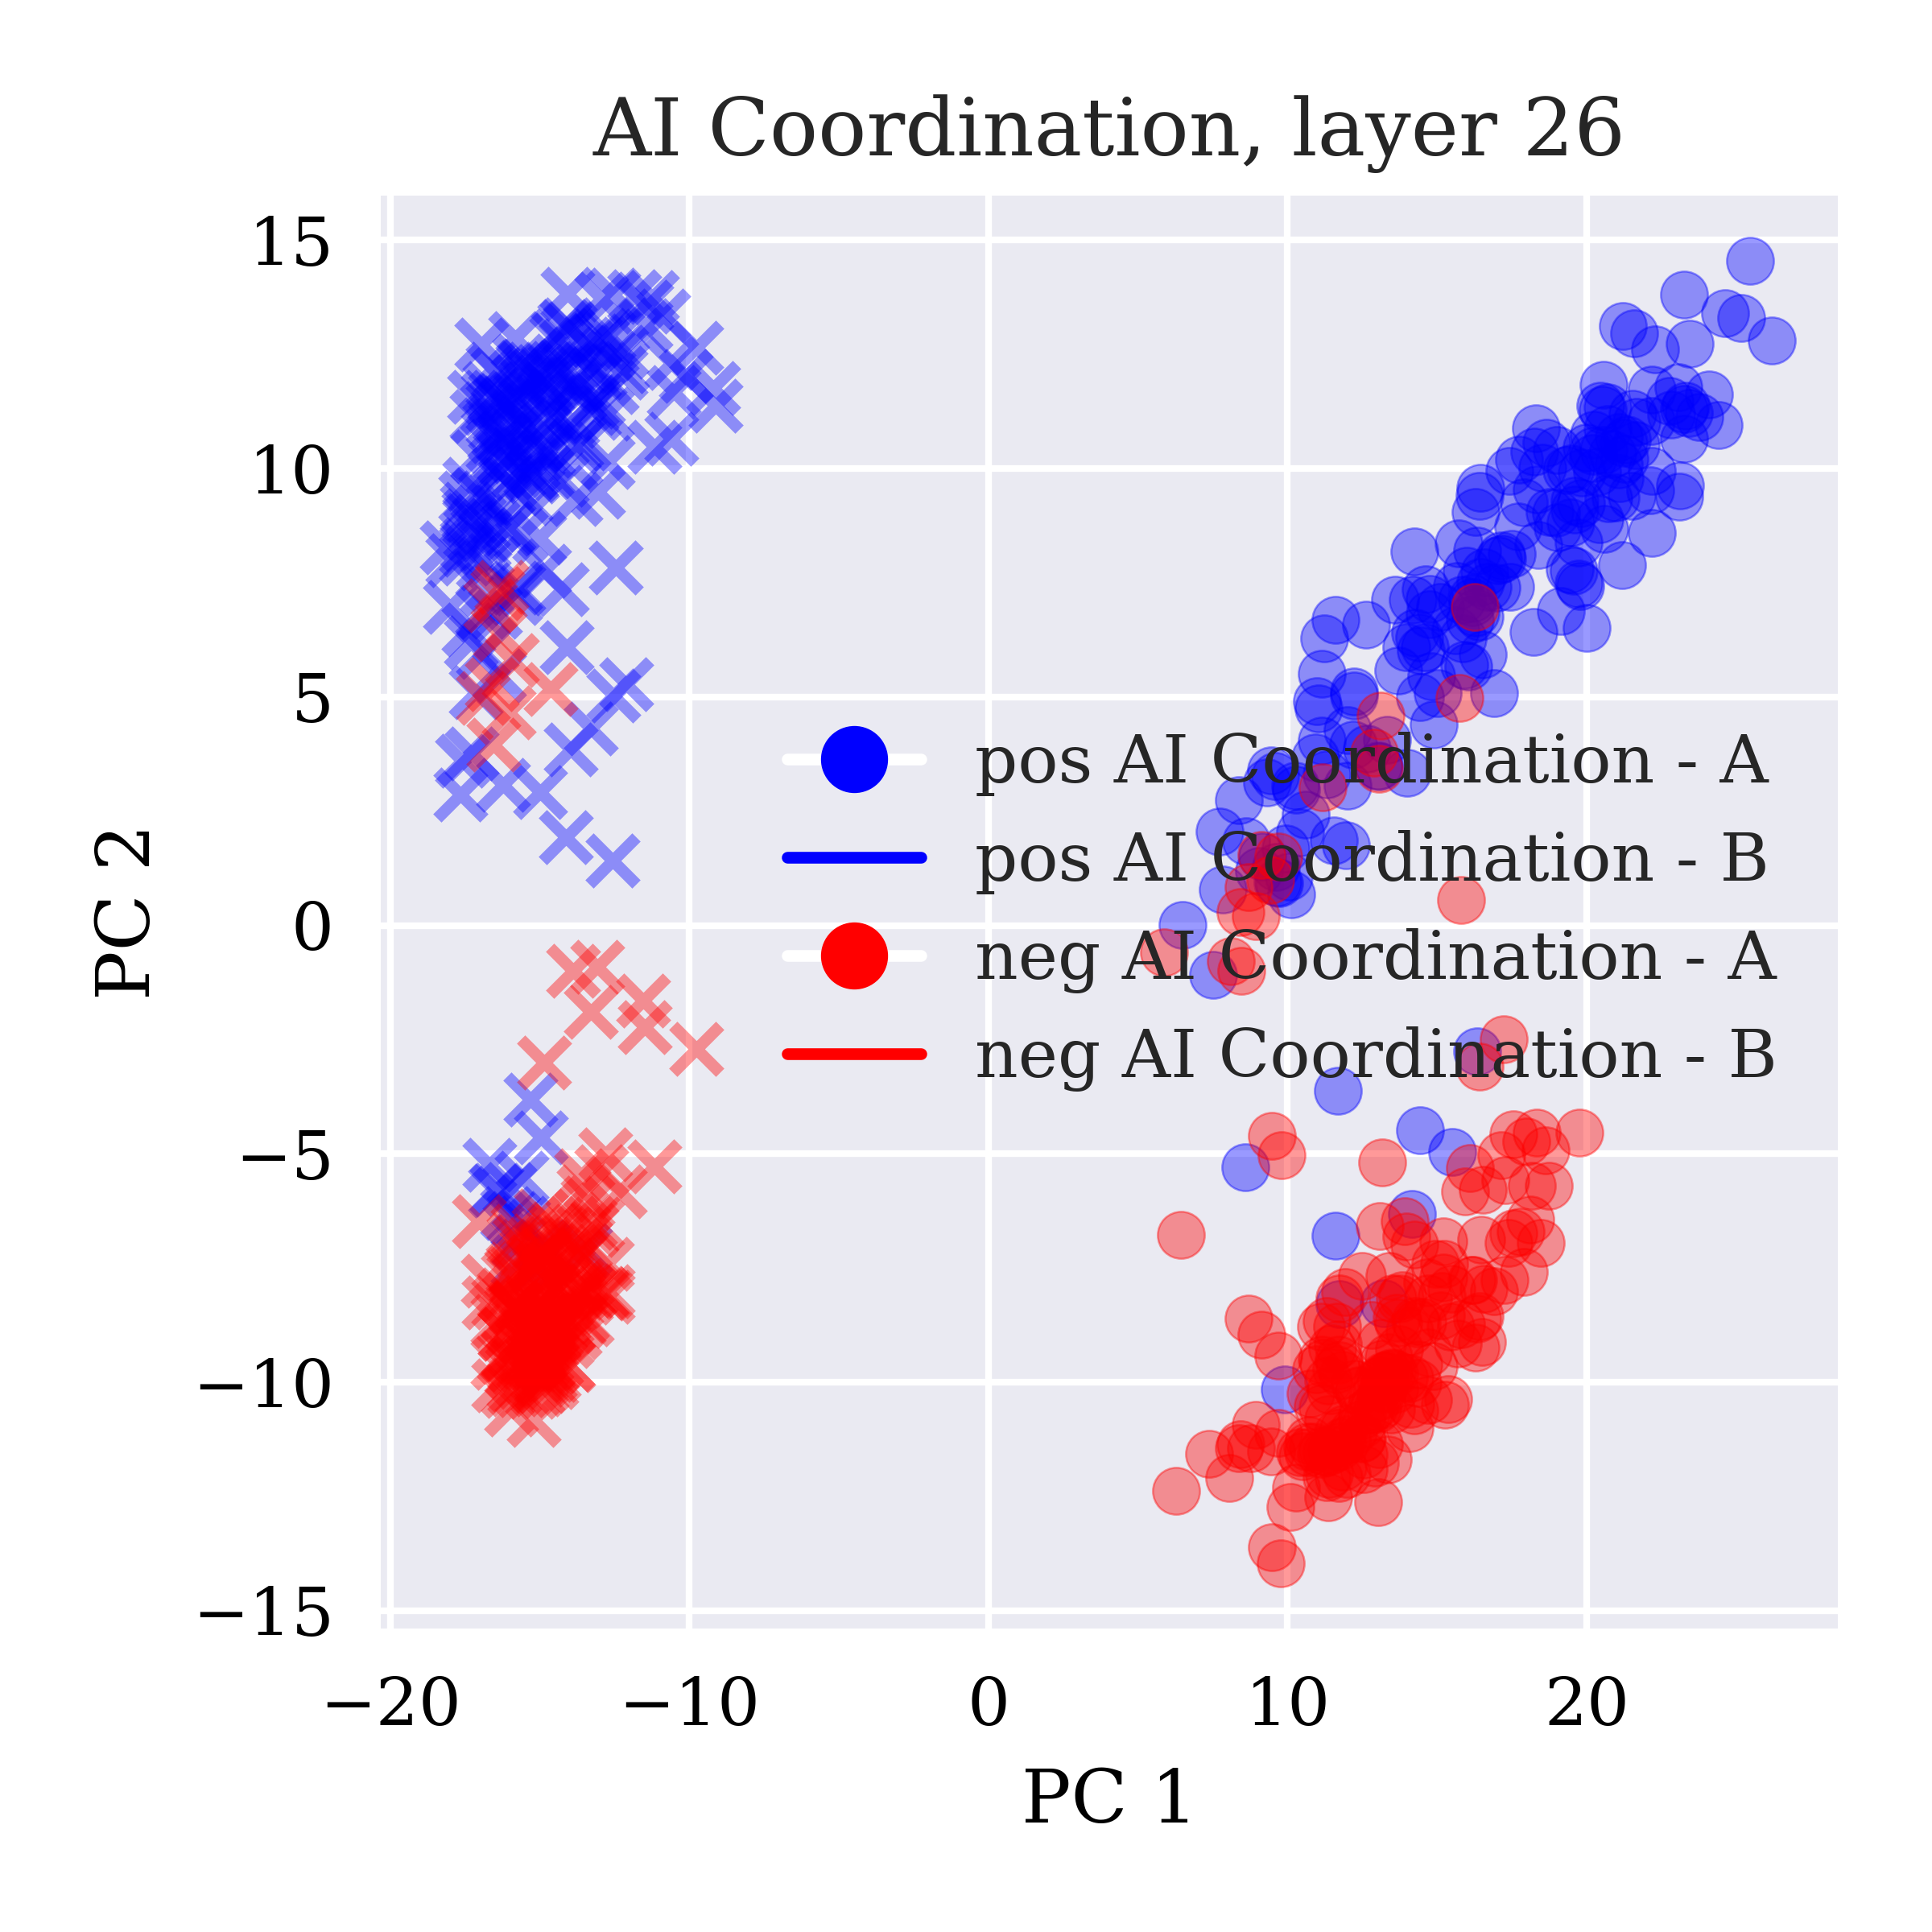 AI Coordination, layer 26
15
10
5
0
−5
−10
−15
PC 2
pos AI Coordination - A
pos AI Coordination - B
neg AI Coordination - A
neg AI Coordination - B
−20 −10 0 10 20
PC 1